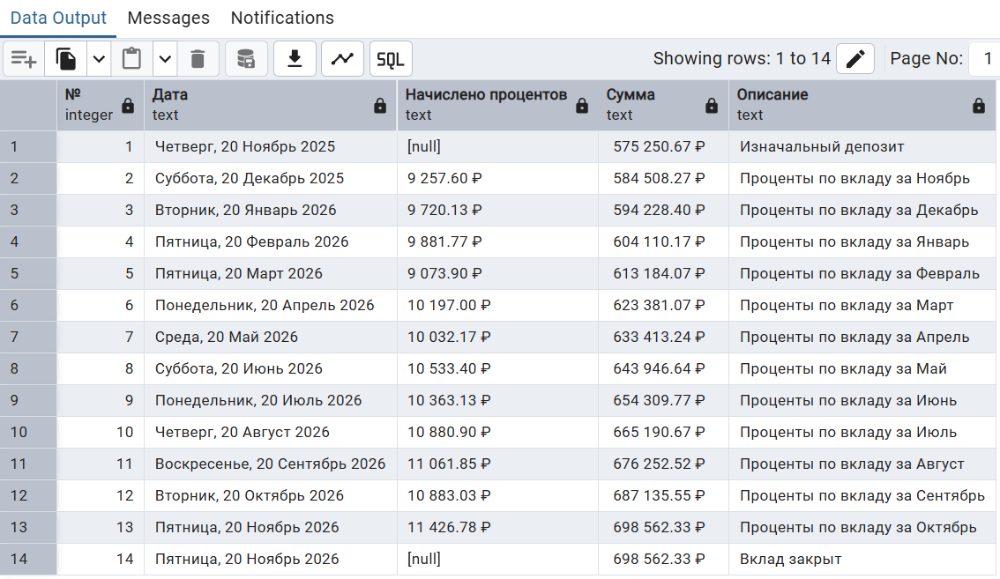 Data Output Messages Notifications
SQL Showing rows: 1 to 14 Page No: 1
№ Дата Начислено процентов Сумма Описание
integer text text text text
1 1 Четверг, 20 Ноябрь 2025 [null] 575 250.67 ₽ Изначальный депозит
2 2 Суббота, 20 Декабрь 2025 9 257.60 ₽ 584 508.27 ₽ Проценты по вкладу за Ноябрь
3 3 Вторник, 20 Январь 2026 9 720.13 ₽ 594 228.40 ₽ Проценты по вкладу за Декабрь
4 4 Пятница, 20 Февраль 2026 9 881.77 ₽ 604 110.17 ₽ Проценты по вкладу за Январь
5 5 Пятница, 20 Март 2026 9 073.90 ₽ 613 184.07 ₽ Проценты по вкладу за Февраль
6 6 Понедельник, 20 Апрель 2026 10 197.00 ₽ 623 381.07 ₽ Проценты по вкладу за Март
7 7 Среда, 20 Май 2026 10 032.17 ₽ 633 413.24 ₽ Проценты по вкладу за Апрель
8 8 Суббота, 20 Июнь 2026 10 533.40 ₽ 643 946.64 ₽ Проценты по вкладу за Май
9 9 Понедельник, 20 Июль 2026 10 363.13 ₽ 654 309.77 ₽ Проценты по вкладу за Июнь
10 10 Четверг, 20 Август 2026 10 880.90 ₽ 665 190.67 ₽ Проценты по вкладу за Июль
11 11 Воскресенье, 20 Сентябрь 2026 11 061.85 ₽ 676 252.52 ₽ Проценты по вкладу за Август
12 12 Вторник, 20 Октябрь 2026 10 883.03 ₽ 687 135.55 ₽ Проценты по вкладу за Сентябрь
13 13 Пятница, 20 Ноябрь 2026 11 426.78 ₽ 698 562.33 ₽ Проценты по вкладу за Октябрь
14 14 Пятница, 20 Ноябрь 2026 [null] 698 562.33 ₽ Вклад закрыт